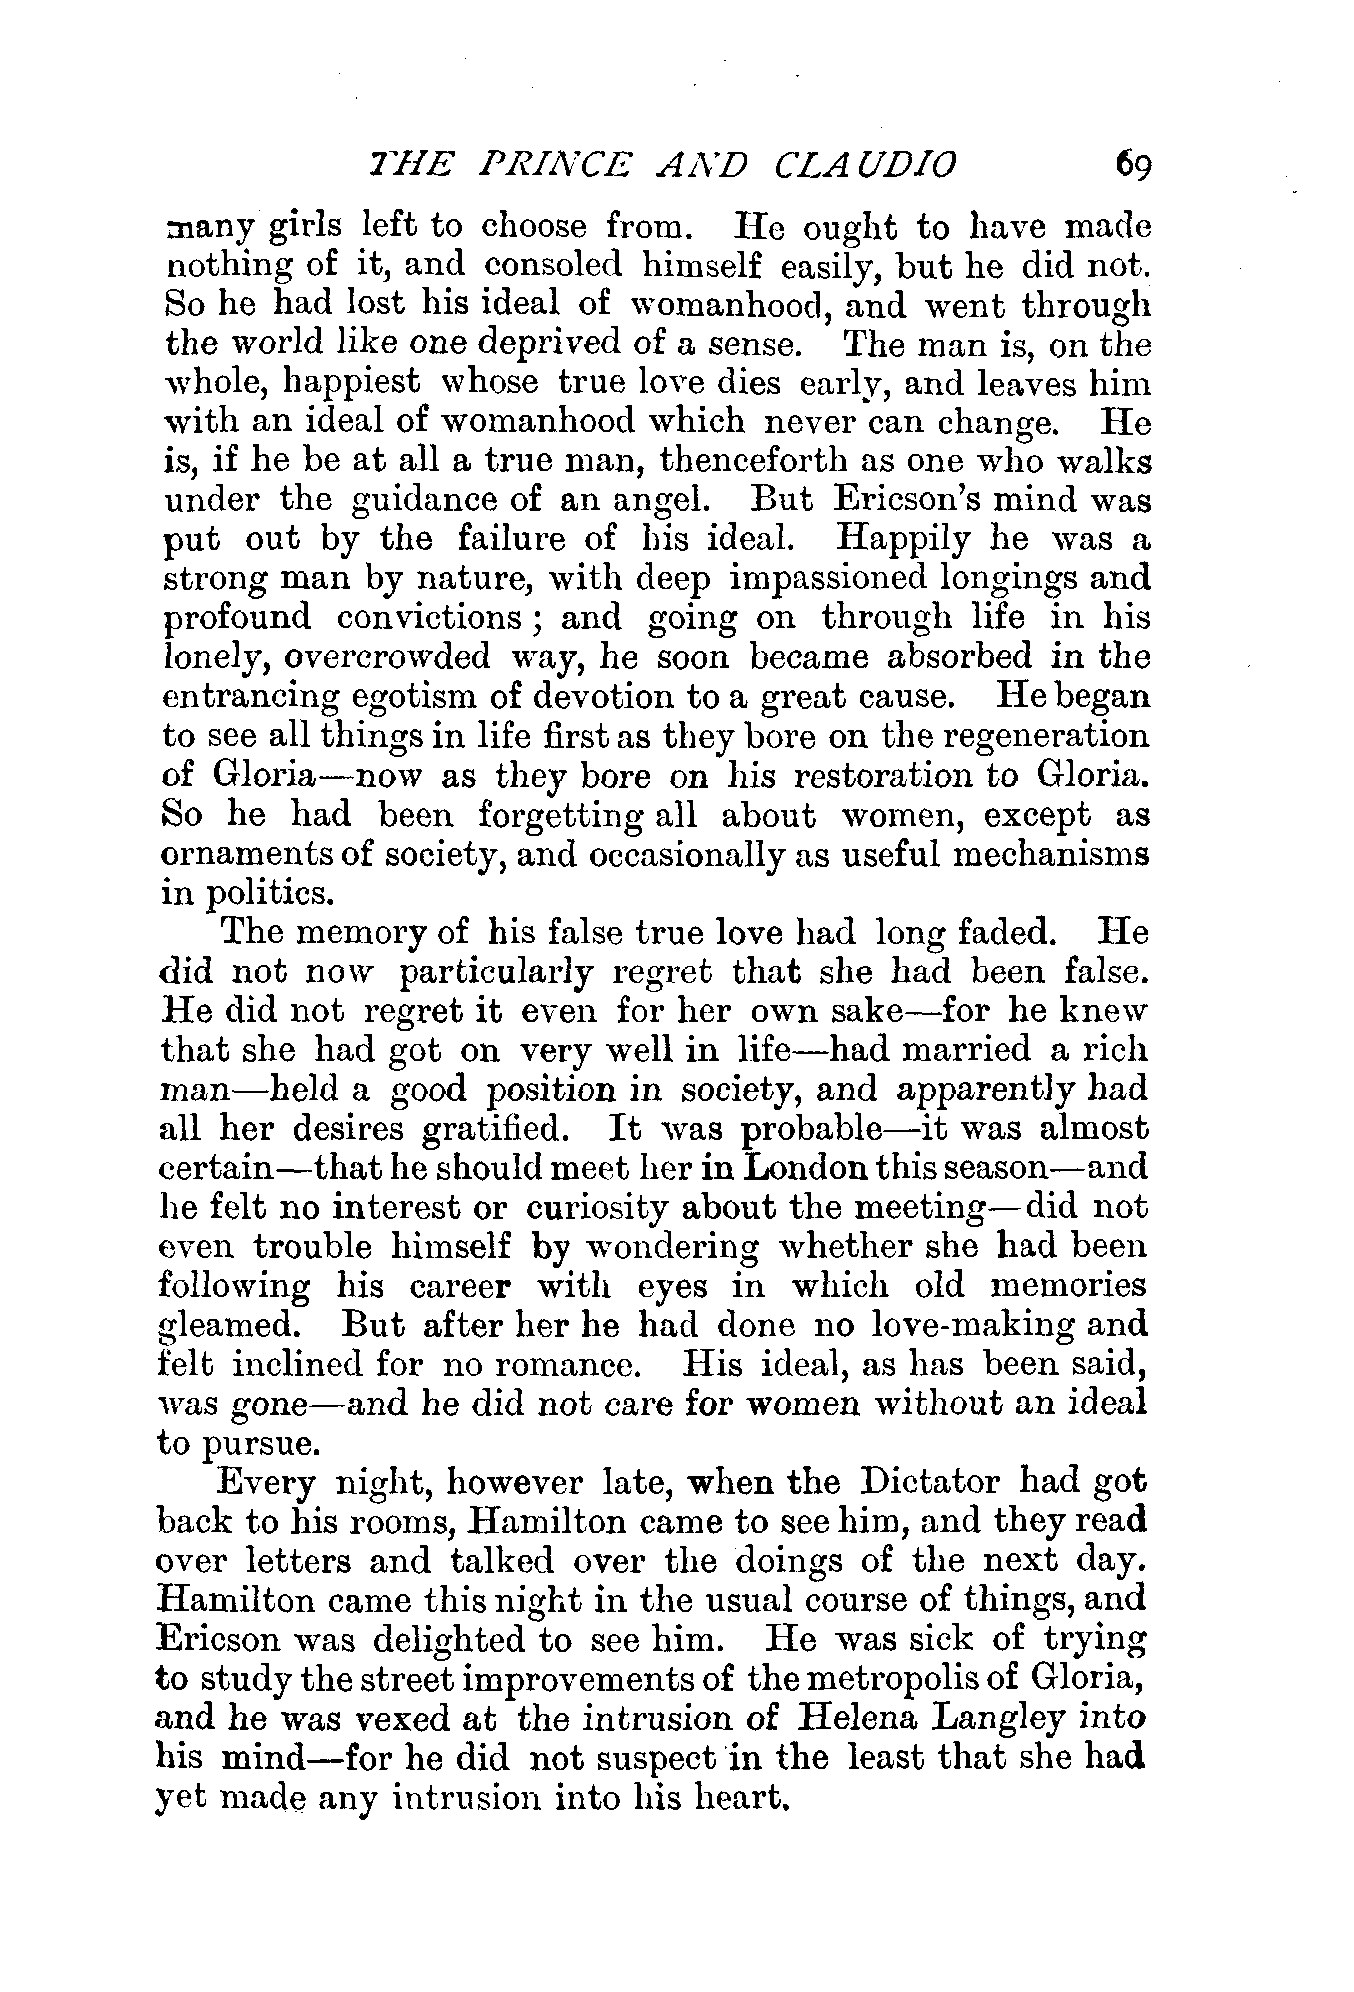 THE PRINCE AND CLAUDIO 69
many girls left to choose from. He ought to have made
nothing of it, and consoled himself easily, but he did not.
So he had lost his ideal of womanhood, and went through
the world like one deprived of a sense. The man is, on the
whole, happiest whose true love dies early, and leaves him
with an ideal of womanhood which never can change. He
is, if he be at all a true man, thenceforth as one who walks
under the guidance of an angel. But Ericson's mind was
put out by the failure of his ideal. Happily he was a
strong man by nature, with deep impassioned longings and
profound convictions; and going on through life in his
lonely, overcrowded way, he soon became absorbed in the
entrancing egotism of devotion to a great cause. He began
to see all things in life first as they bore on the regeneration
of Gloria—now as they bore on his restoration to Gloria.
So he had been forgetting all about women, except as
ornaments of society, and occasionally as useful mechanisms
in politics.
The memory of his false true love had long faded. He
did not now particularly regret that she had been false.
He did not regret it even for her own sake—for he knew
that she had got on very well in life—had married a rich
man—held a good position in society, and apparently had
all her desires gratified. It was probable—it was almost
certain—that he should meet her in London this season—and
he felt no interest or curiosity about the meeting—did not
even trouble himself by wondering whether she had been
following his career with eyes in which old memories
gleamed. But after her he had done no love-making and
felt inclined for no romance. His ideal, as has been said,
was gone—and he did not care for women without an ideal
to pursue.
Every night, however late, when the Dictator had got
back to his rooms, Hamilton came to see him, and they read
over letters and talked over the doings of the next day.
Hamilton came this night in the usual course of things, and
Ericson was delighted to see him. He was sick of trying
to study the street improvements of the metropolis of Gloria,
and he was vexed at the intrusion of Helena Langley into
his mind—for he did not suspect in the least that she had
yet made any intrusion into his heart.